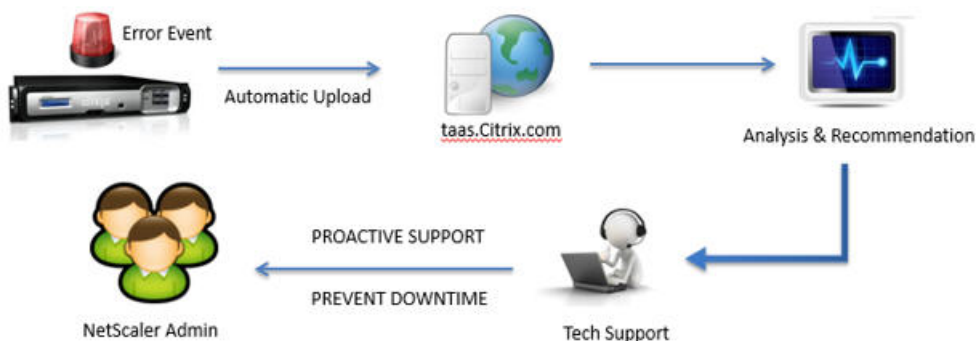 Error Event
Automatic Upload
taas.Citrix.com
Analysis & Recommendation
PROACTIVE SUPPORT
PREVENT DOWNTIME
NetScaler Admin
Tech Support